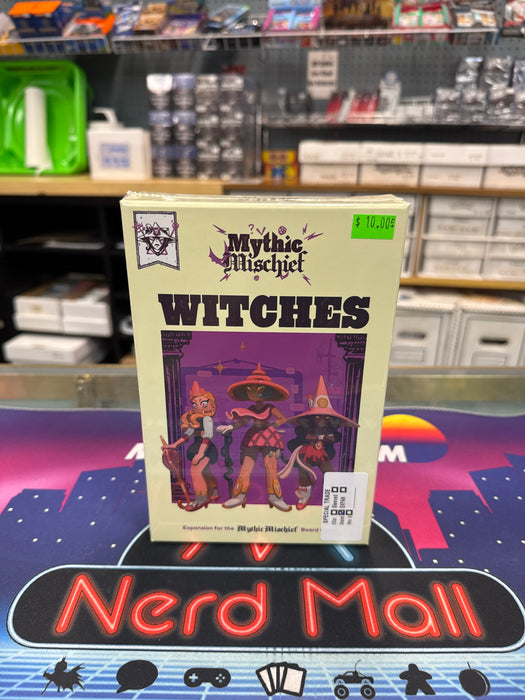 $ 10.00
Mythic
Mischief
WITCHES
SPECIAL TRADE
Expansion for the Mythic Mischief Board
M
Nerd Mall